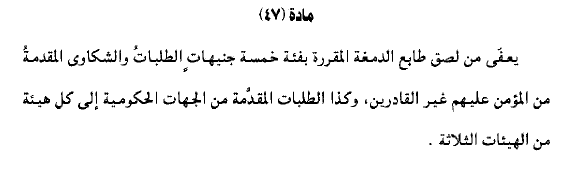 مادة (٤٧)
يعفَى من لصق طابع الدمغة المقررة بفئة خمسة جنيهاتٍ الطلباتُ والشكاوى المقدمةُ
من المؤمن عليهم غير القادرين، وكذا الطلبات المقدَّمة من الجهات الحكومية إلى كل هيئة
من الهيئات الثلاثة .